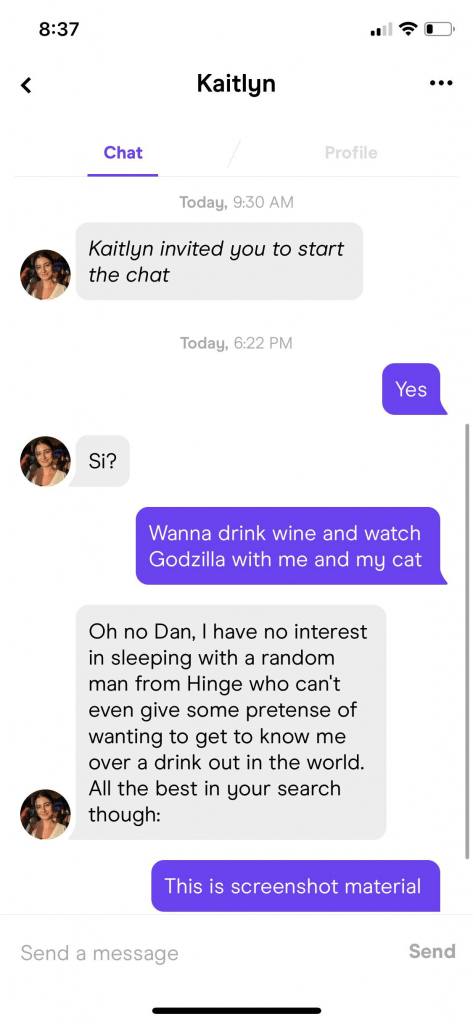 8:37
Kaitlyn
Chat
Profile
Today, 9:30 AM
Kaitlyn invited you to start
the chat
Today, 6:22 PM
Yes
Si?
Wanna drink wine and watch
Godzilla with me and my cat
Oh no Dan, I have no interest
in sleeping with a random
man from Hinge who can't
even give some pretense of
wanting to get to know me
over a drink out in the world.
All the best in your search
though:
This is screenshot material
Send a message
Send